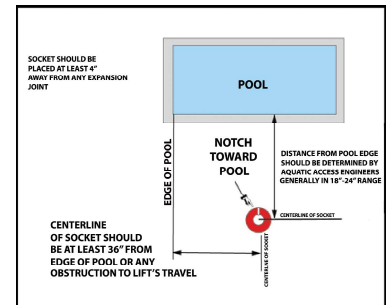 SOCKET SHOULD BE
PLACED AT LEAST 4"
AWAY FROM ANY EXPANSION
JOINT
POOL
EDGE OF POOL
NOTCH
TOWARD
POOL
DISTANCE FROM POOL EDGE
SHOULD BE DETERMINED BY
AQUATIC ACCESS ENGINEERS
GENERALLY IN 18"-24" RANGE
CENTERLINE OF SOCKET
CENTERLINE
OF SOCKET SHOULD
BE AT LEAST 36" FROM
EDGE OF POOL OR ANY
OBSTRUCTION TO LIFT'S TRAVEL
CENTERLNE OF SOCKET